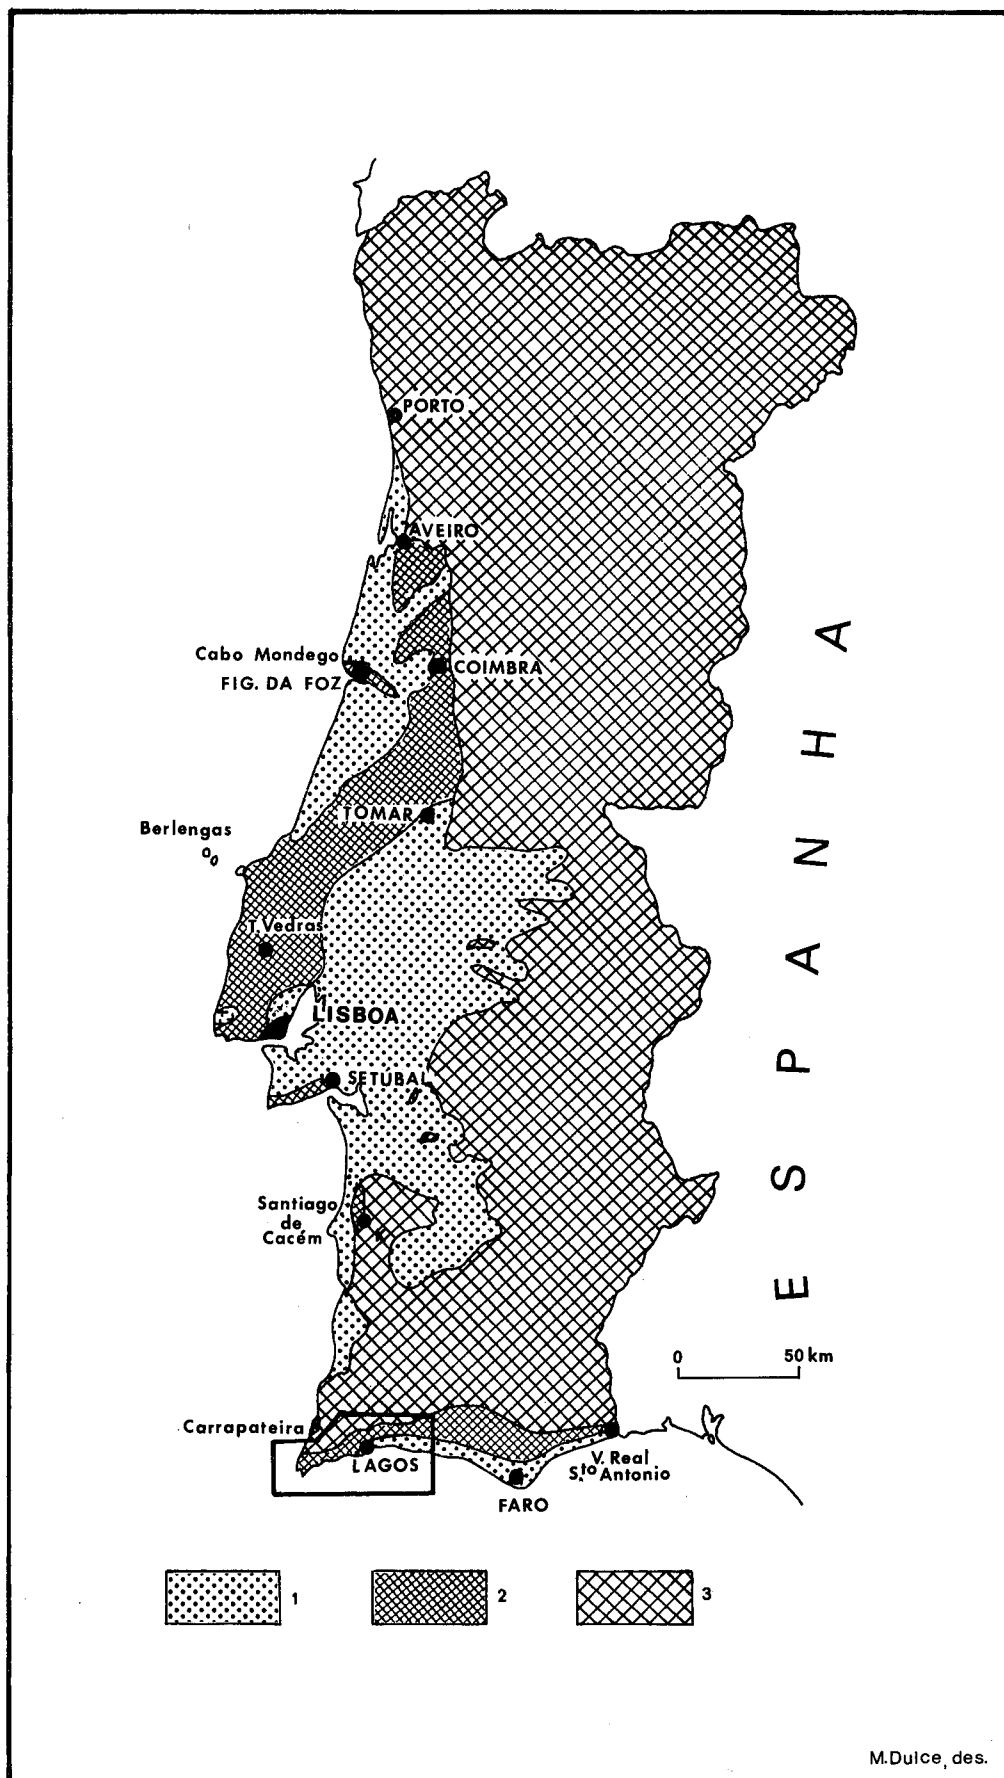 PORTO
AVEIRO
Cabo Mondego
FIG. DA FOZ
COIMBRA
TOMAR
Berlengas
T. Vedras
LISBOA
SETUBAL
Santiago
de
Cacém
ESPANHA
0 50 km
Carrapateira
LAGOS
V. Real
S.to Antonio
FARO
1 2 3
M.Dulce, des.